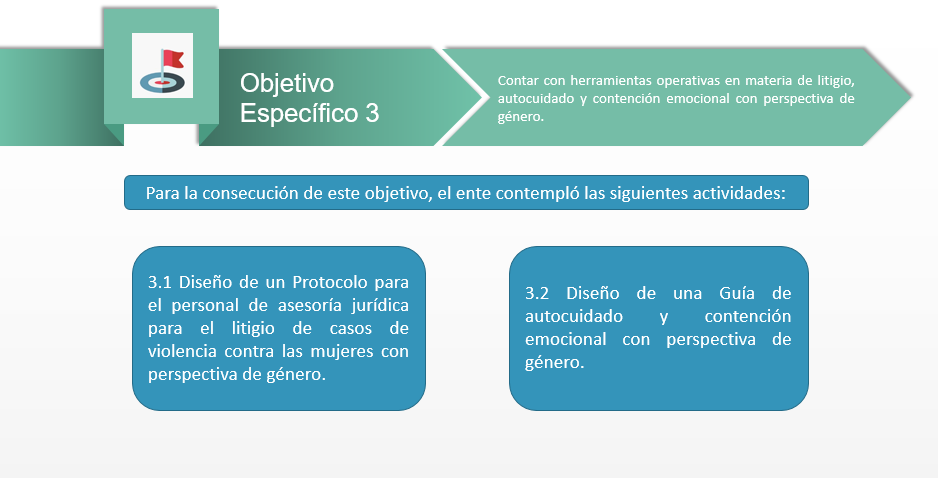 Objetivo
Específico 3
Contar con herramientas operativas en materia de litigio,
autocuidado y contención emocional con perspectiva de
género.
Para la consecución de este objetivo, el ente contempló las siguientes actividades:
3.1 Diseño de un Protocolo para
el personal de asesoría jurídica
para el litigio de casos de
violencia contra las mujeres con
perspectiva de género.
3.2 Diseño de una Guía de
autocuidado y contención
emocional con perspectiva de
género.